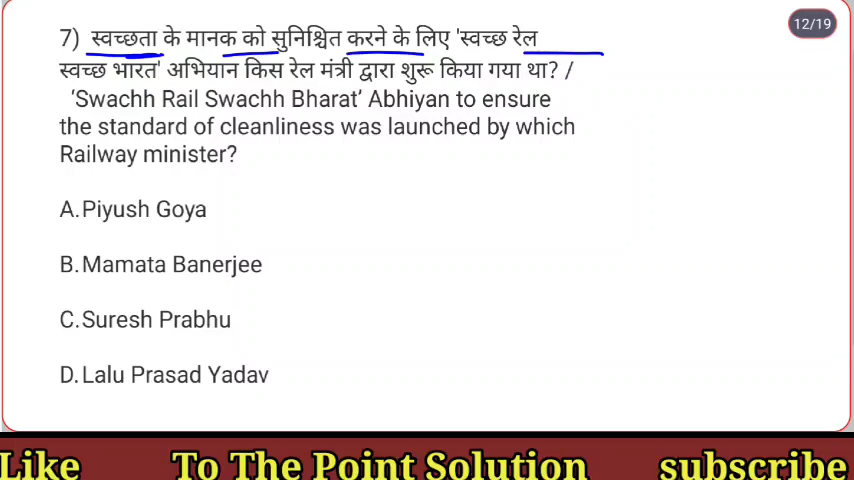 12/19
7) स्वच्छता के मानक को सुनिश्चित करने के लिए 'स्वच्छ रेल
स्वच्छ भारत' अभियान किस रेल मंत्री द्वारा शुरू किया गया था? /
‘Swachh Rail Swachh Bharat’ Abhiyan to ensure
the standard of cleanliness was launched by which
Railway minister?
A.Piyush Goya
B.Mamata Banerjee
C.Suresh Prabhu
D.Lalu Prasad Yadav
Like To The Point Solution subscribe